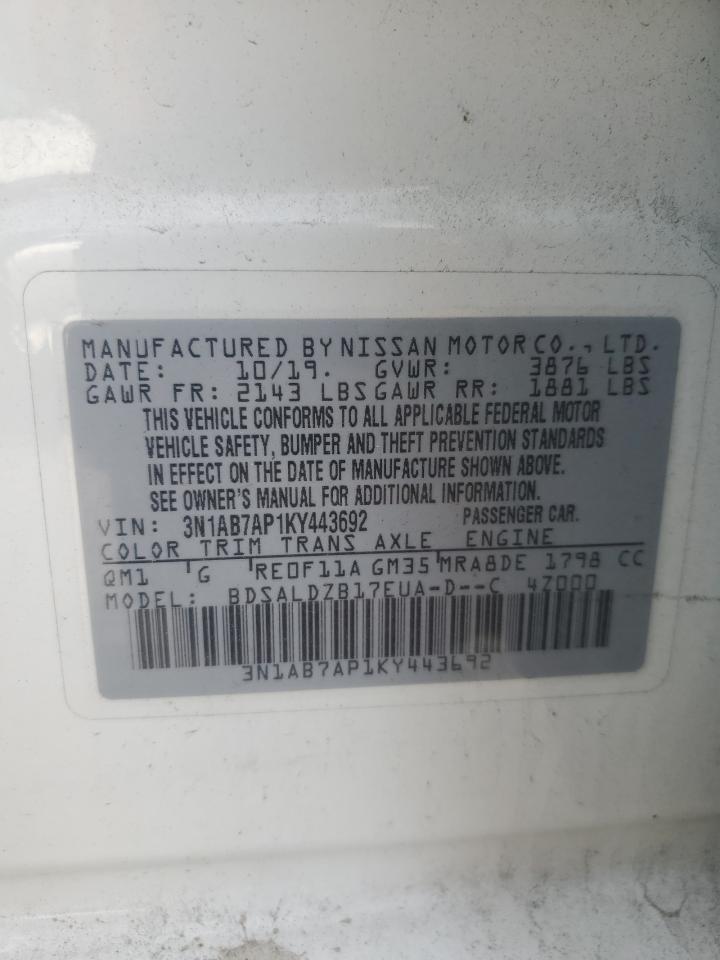 MANUFACTURED BY NISSAN MOTOR CO., LTD.
DATE: 10/19. GVWR: 3876 LBS
GAWR FR: 2143 LBS GAWR RR: 1881 LBS
THIS VEHICLE CONFORMS TO ALL APPLICABLE FEDERAL MOTOR
VEHICLE SAFETY, BUMPER AND THEFT PREVENTION STANDARDS
IN EFFECT ON THE DATE OF MANUFACTURE SHOWN ABOVE.
SEE OWNER'S MANUAL FOR ADDITIONAL INFORMATION.
VIN: 3N1AB7AP1KY443692 PASSENGER CAR.
COLOR TRIM TRANS AXLE ENGINE
QM1 G RE0F11A GM35 MRA8DE 1798 CC
MODEL: BDSALDZB17EUA-D--C 4Z000
3N1AB7AP1KY443692